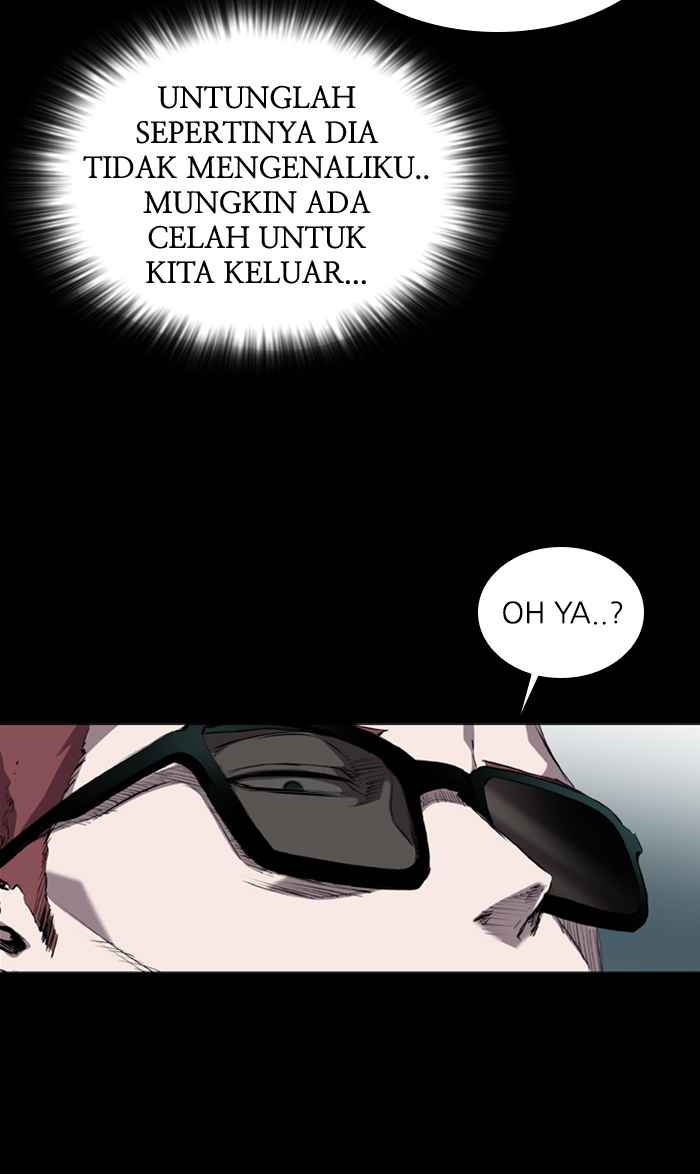 UNTUNGLAH
SEPERTINYA DIA
TIDAK MENGENALIKU..
MUNGKIN ADA
CELAH UNTUK
KITA KELUAR...
OH YA..?